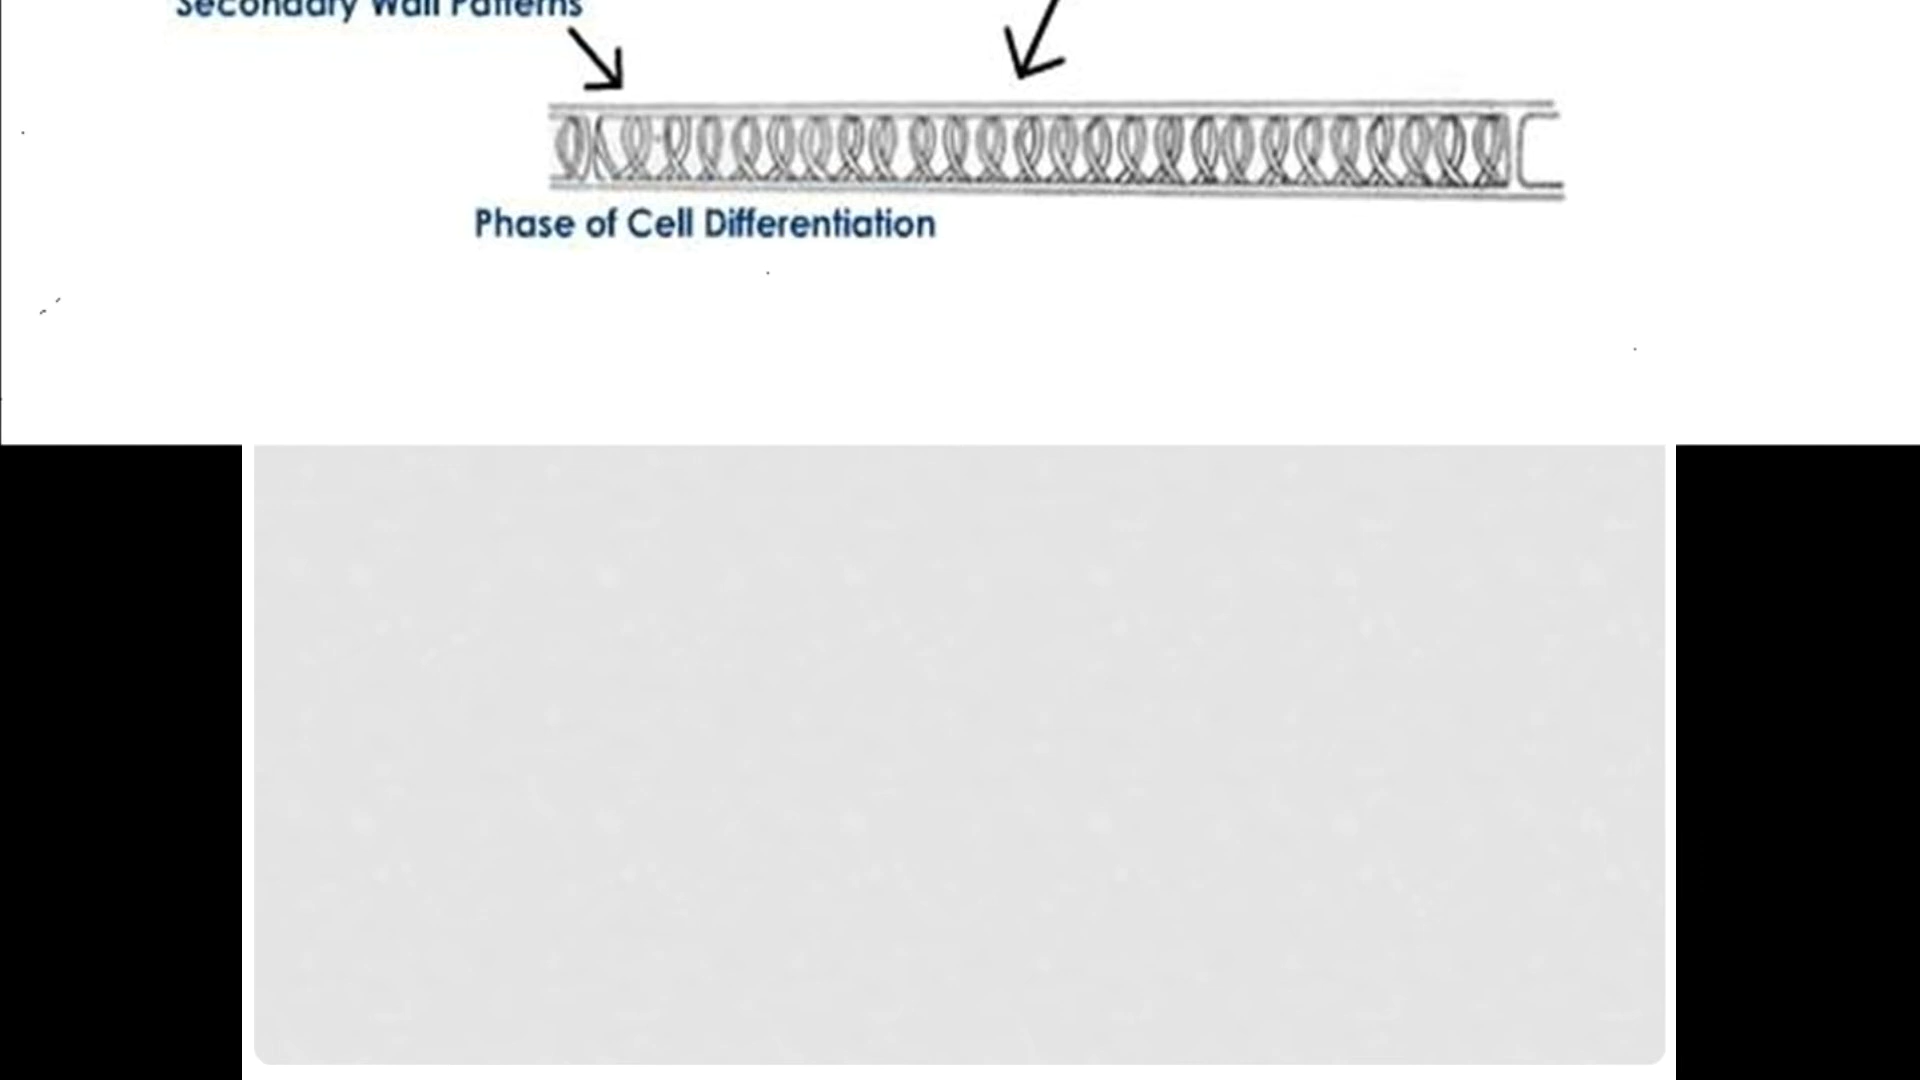 Secondary Wall Patterns
Phase of Cell Differentiation